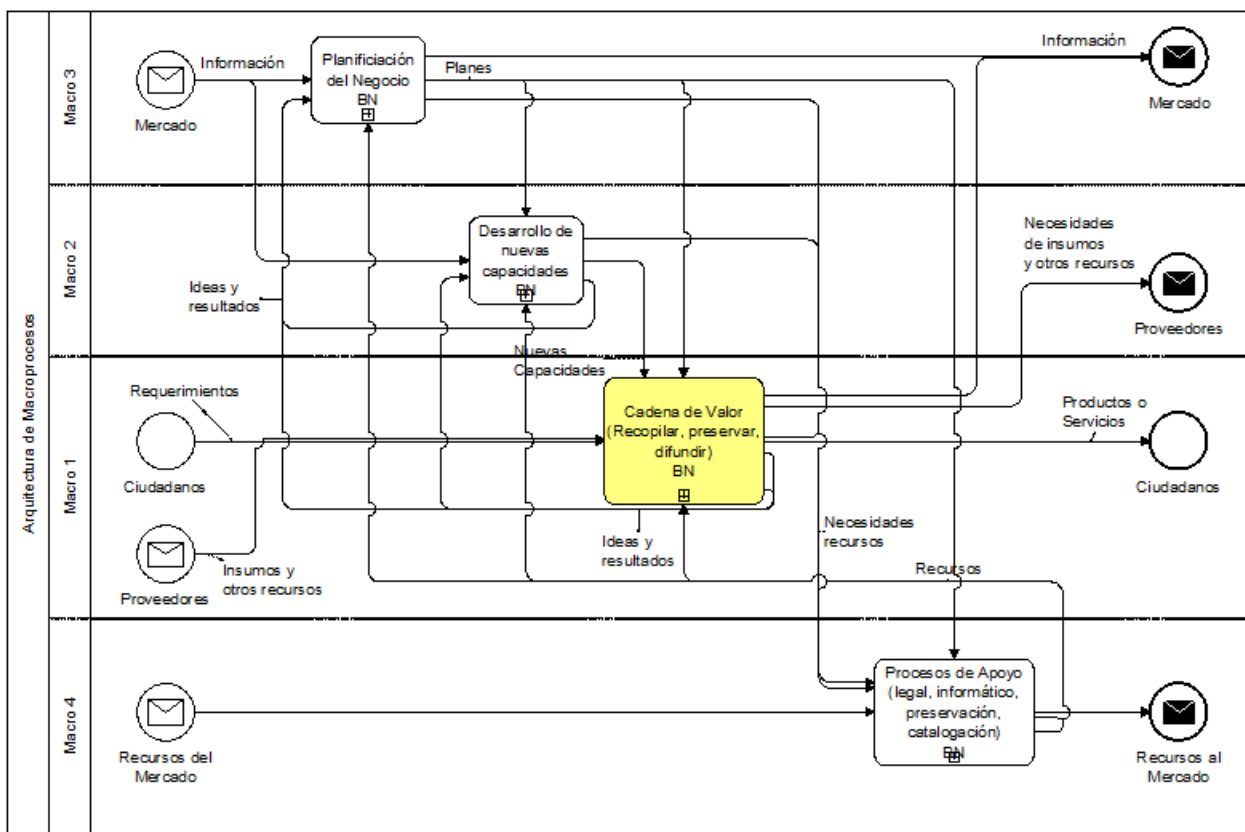 Arquitectura de Macroprocesos
Macro 3
Información
Mercado
Planificiación
del Negocio
BN
Planes
Información
Mercado
Macro 2
Desarrollo de
nuevas
capacidades
BN
Ideas y
resultados
Necesidades
de insumos
y otros recursos
Proveedores
Nuevas
Capacidades
Macro 1
Requerimientos
Ciudadanos
Cadena de Valor
(Recopilar, preservar,
difundir)
BN
Productos o
Servicios
Ciudadanos
Insumos y
otros recursos
Proveedores
Ideas y
resultados
Necesidades
recursos
Recursos
Macro 4
Recursos del
Mercado
Procesos de Apoyo
(legal, informático,
preservación,
catalogación)
BN
Recursos al
Mercado